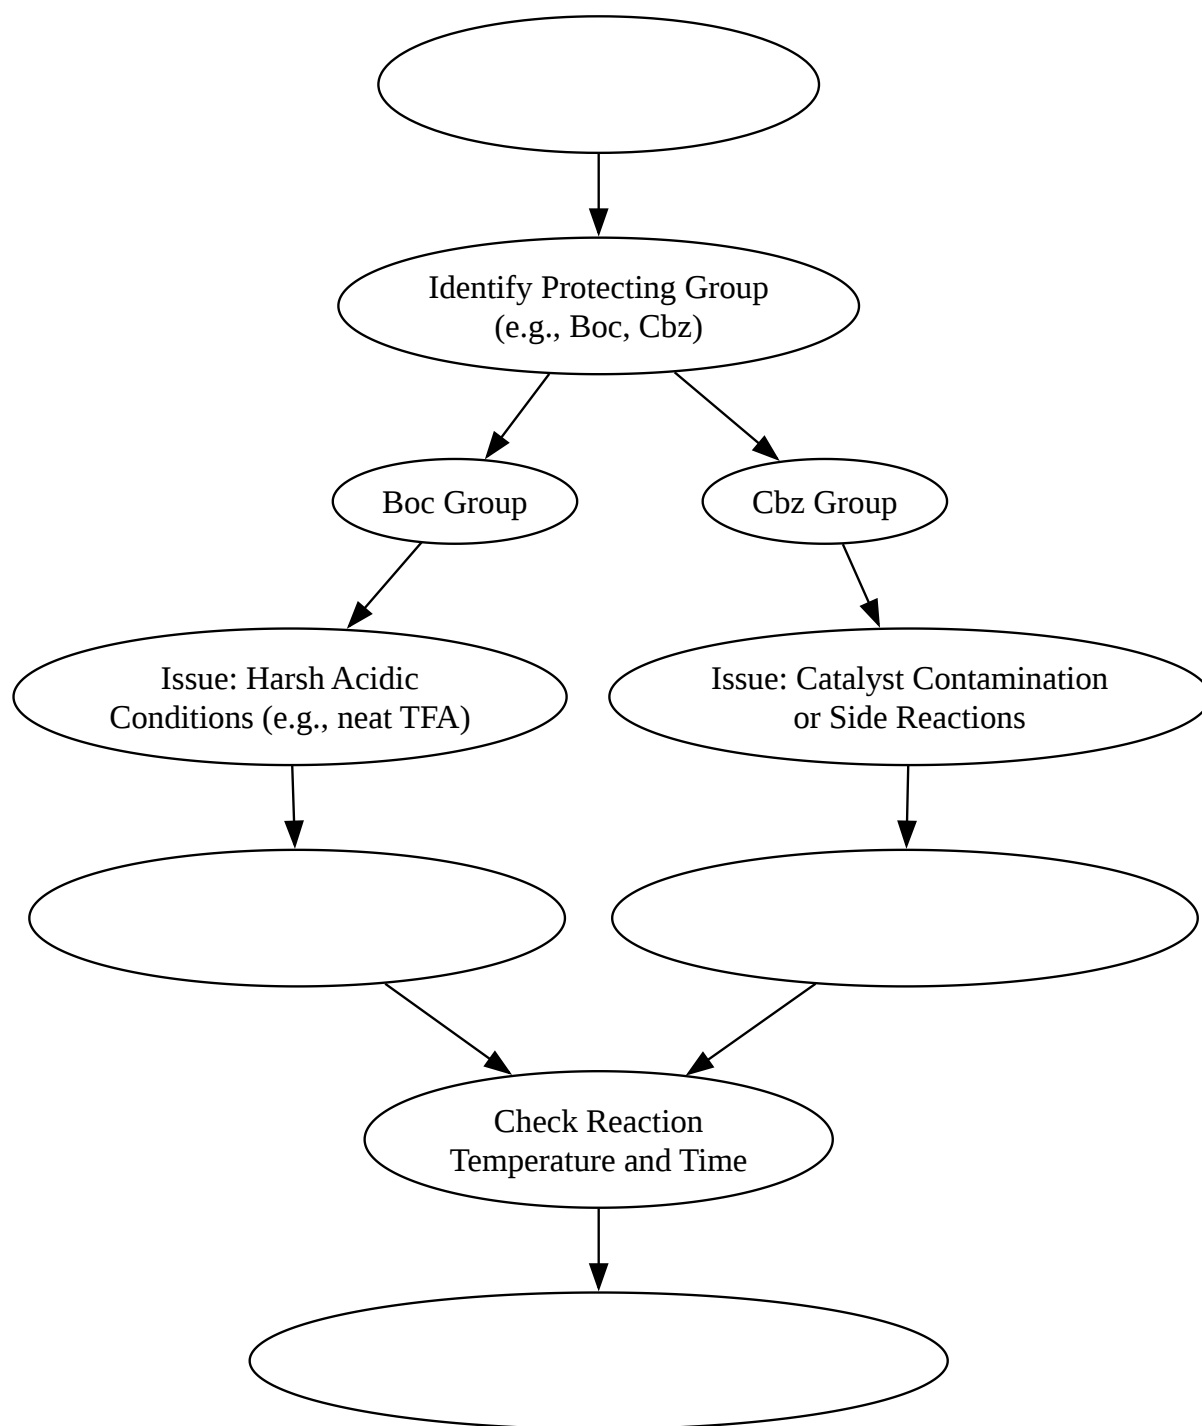 Identify Protecting Group
(e.g., Boc, Cbz)
Boc Group
Cbz Group
Issue: Harsh Acidic
Conditions (e.g., neat TFA)
Issue: Catalyst Contamination
or Side Reactions
Check Reaction
Temperature and Time